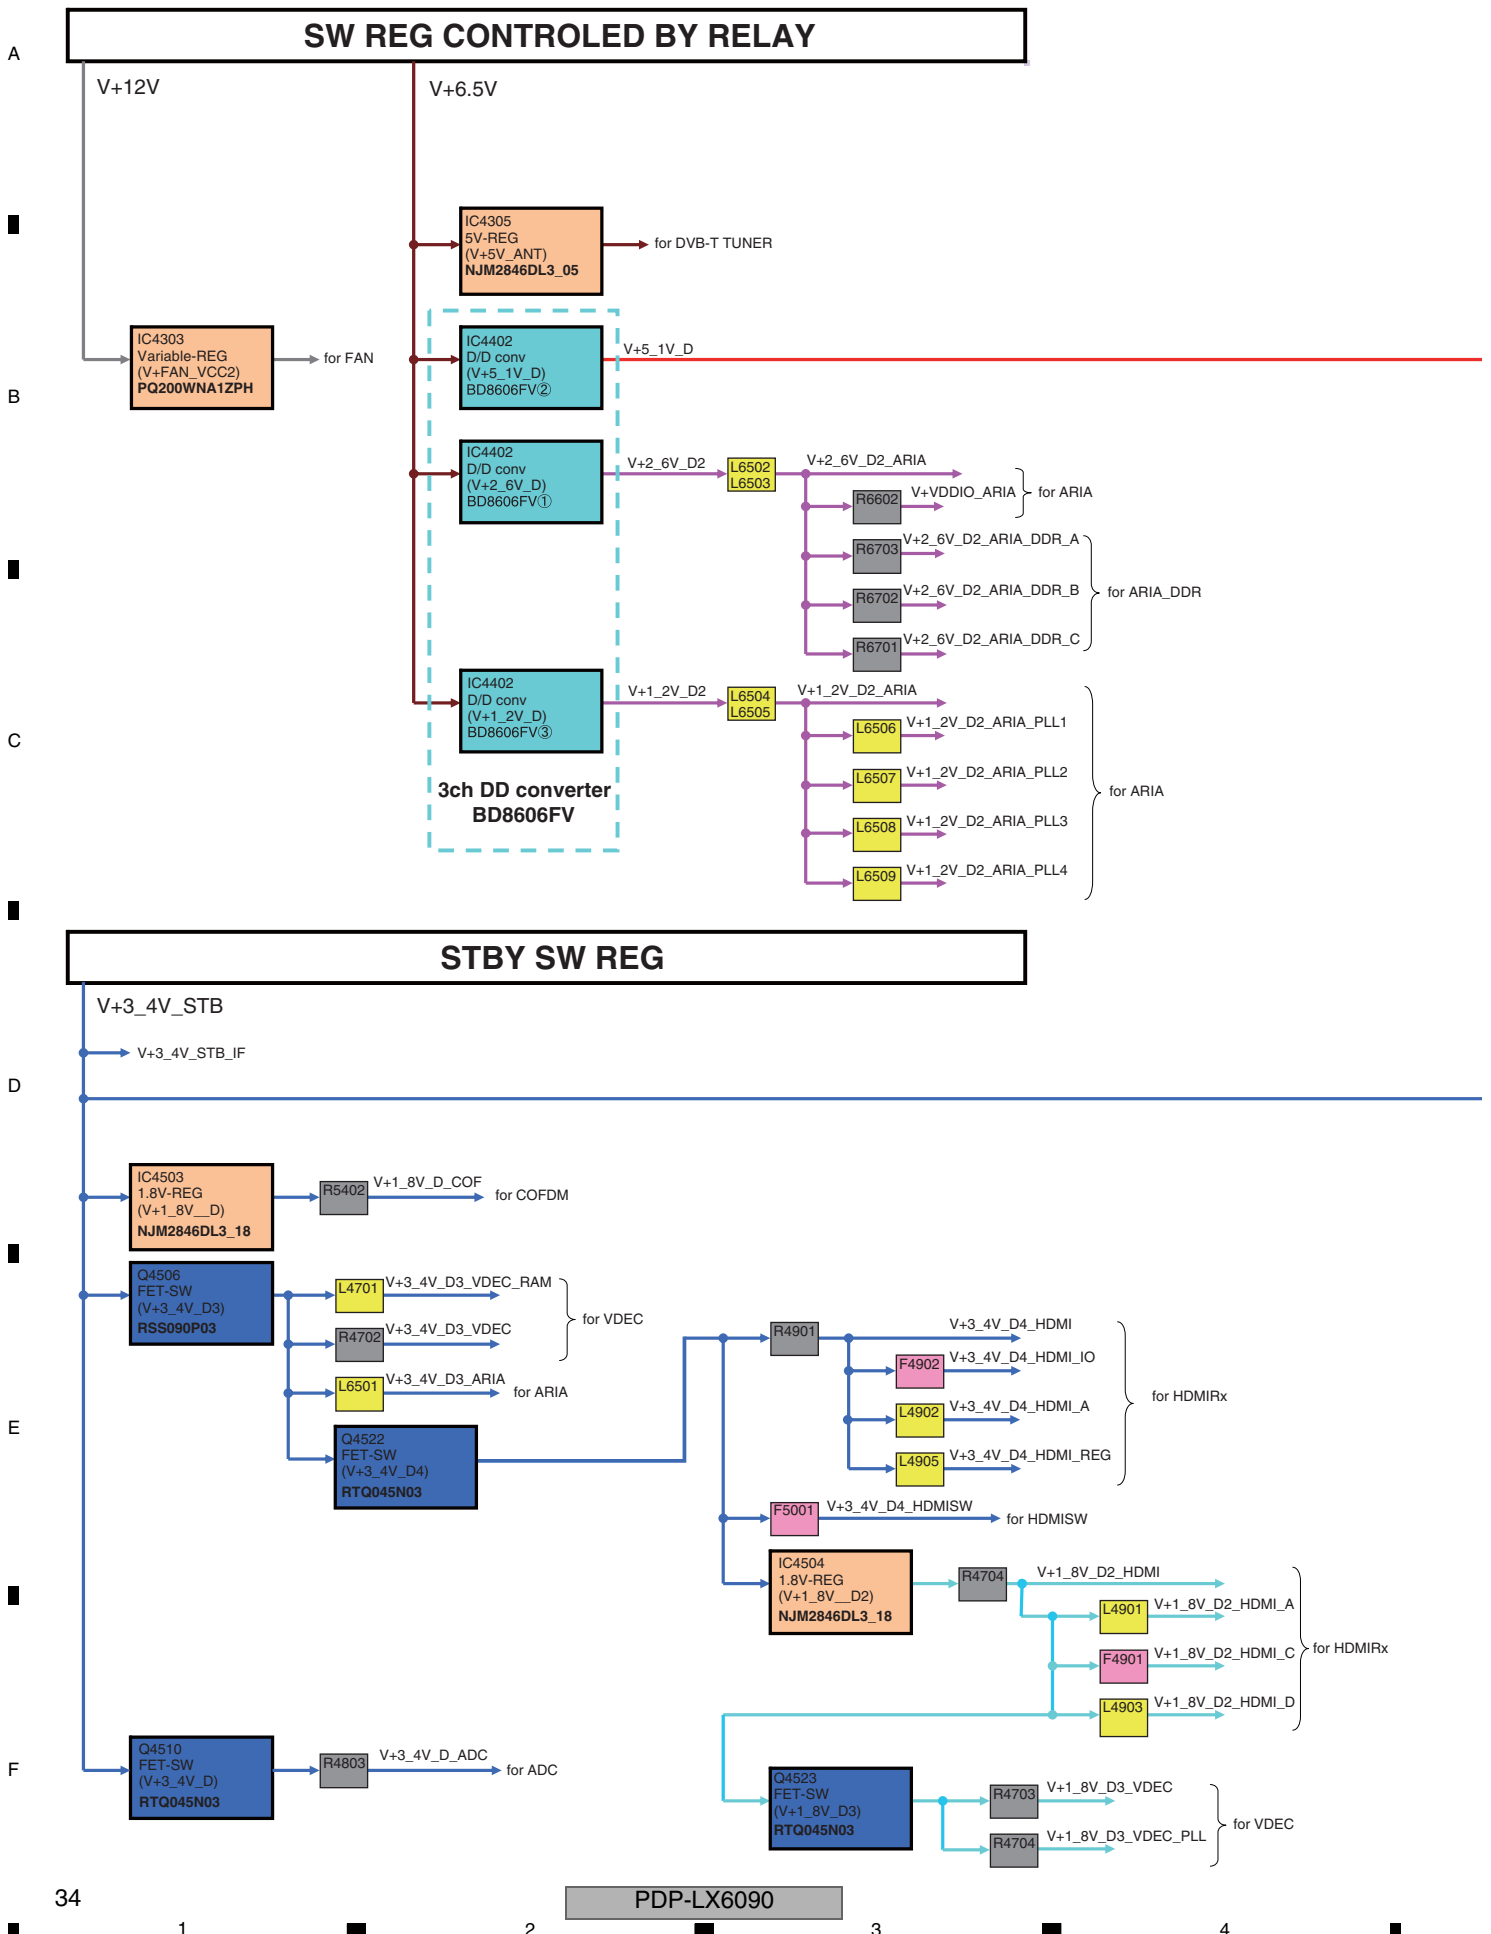 SW REG CONTROLED BY RELAY
A
V+12V
V+6.5V
IC4305
5V-REG
(V+5V_ANT)
NJM2846DL3_05
for DVB-T TUNER
IC4303
Variable-REG
(V+FAN_VCC2)
PQ200WNA1ZPH
for FAN
IC4402
D/D conv
(V+5_1V_D)
BD8606FV②
V+5_1V_D
B
IC4402
D/D conv
(V+2_6V_D)
BD8606FV①
V+2_6V_D2
L6502
L6503
V+2_6V_D2_ARIA
R6602
V+VDDIO_ARIA
for ARIA
R6703
V+2_6V_D2_ARIA_DDR_A
R6702
V+2_6V_D2_ARIA_DDR_B
for ARIA_DDR
R6701
V+2_6V_D2_ARIA_DDR_C
IC4402
D/D conv
(V+1_2V_D)
BD8606FV③
V+1_2V_D2
L6504
L6505
V+1_2V_D2_ARIA
C
L6506
V+1_2V_D2_ARIA_PLL1
L6507
V+1_2V_D2_ARIA_PLL2
for ARIA
L6508
V+1_2V_D2_ARIA_PLL3
L6509
V+1_2V_D2_ARIA_PLL4
3ch DD converter
BD8606FV
STBY SW REG
V+3_4V_STB
V+3_4V_STB_IF
D
IC4503
1.8V-REG
(V+1_8V__D)
NJM2846DL3_18
R5402
V+1_8V_D_COF
for COFDM
Q4506
FET-SW
(V+3_4V_D3)
RSS090P03
L4701
V+3_4V_D3_VDEC_RAM
R4702
V+3_4V_D3_VDEC
for VDEC
L6501
V+3_4V_D3_ARIA
for ARIA
E
Q4522
FET-SW
(V+3_4V_D4)
RTQ045N03
R4901
V+3_4V_D4_HDMI
F4902
V+3_4V_D4_HDMI_IO
L4902
V+3_4V_D4_HDMI_A
for HDMIRx
L4905
V+3_4V_D4_HDMI_REG
F5001
V+3_4V_D4_HDMISW
for HDMISW
IC4504
1.8V-REG
(V+1_8V__D2)
NJM2846DL3_18
R4704
V+1_8V_D2_HDMI
L4901
V+1_8V_D2_HDMI_A
F4901
V+1_8V_D2_HDMI_C
for HDMIRx
L4903
V+1_8V_D2_HDMI_D
F
Q4510
FET-SW
(V+3_4V_D)
RTQ045N03
R4803
V+3_4V_D_ADC
for ADC
Q4523
FET-SW
(V+1_8V_D3)
RTQ045N03
R4703
V+1_8V_D3_VDEC
R4704
V+1_8V_D3_VDEC_PLL
for VDEC
34
PDP-LX6090
1
2
3
4